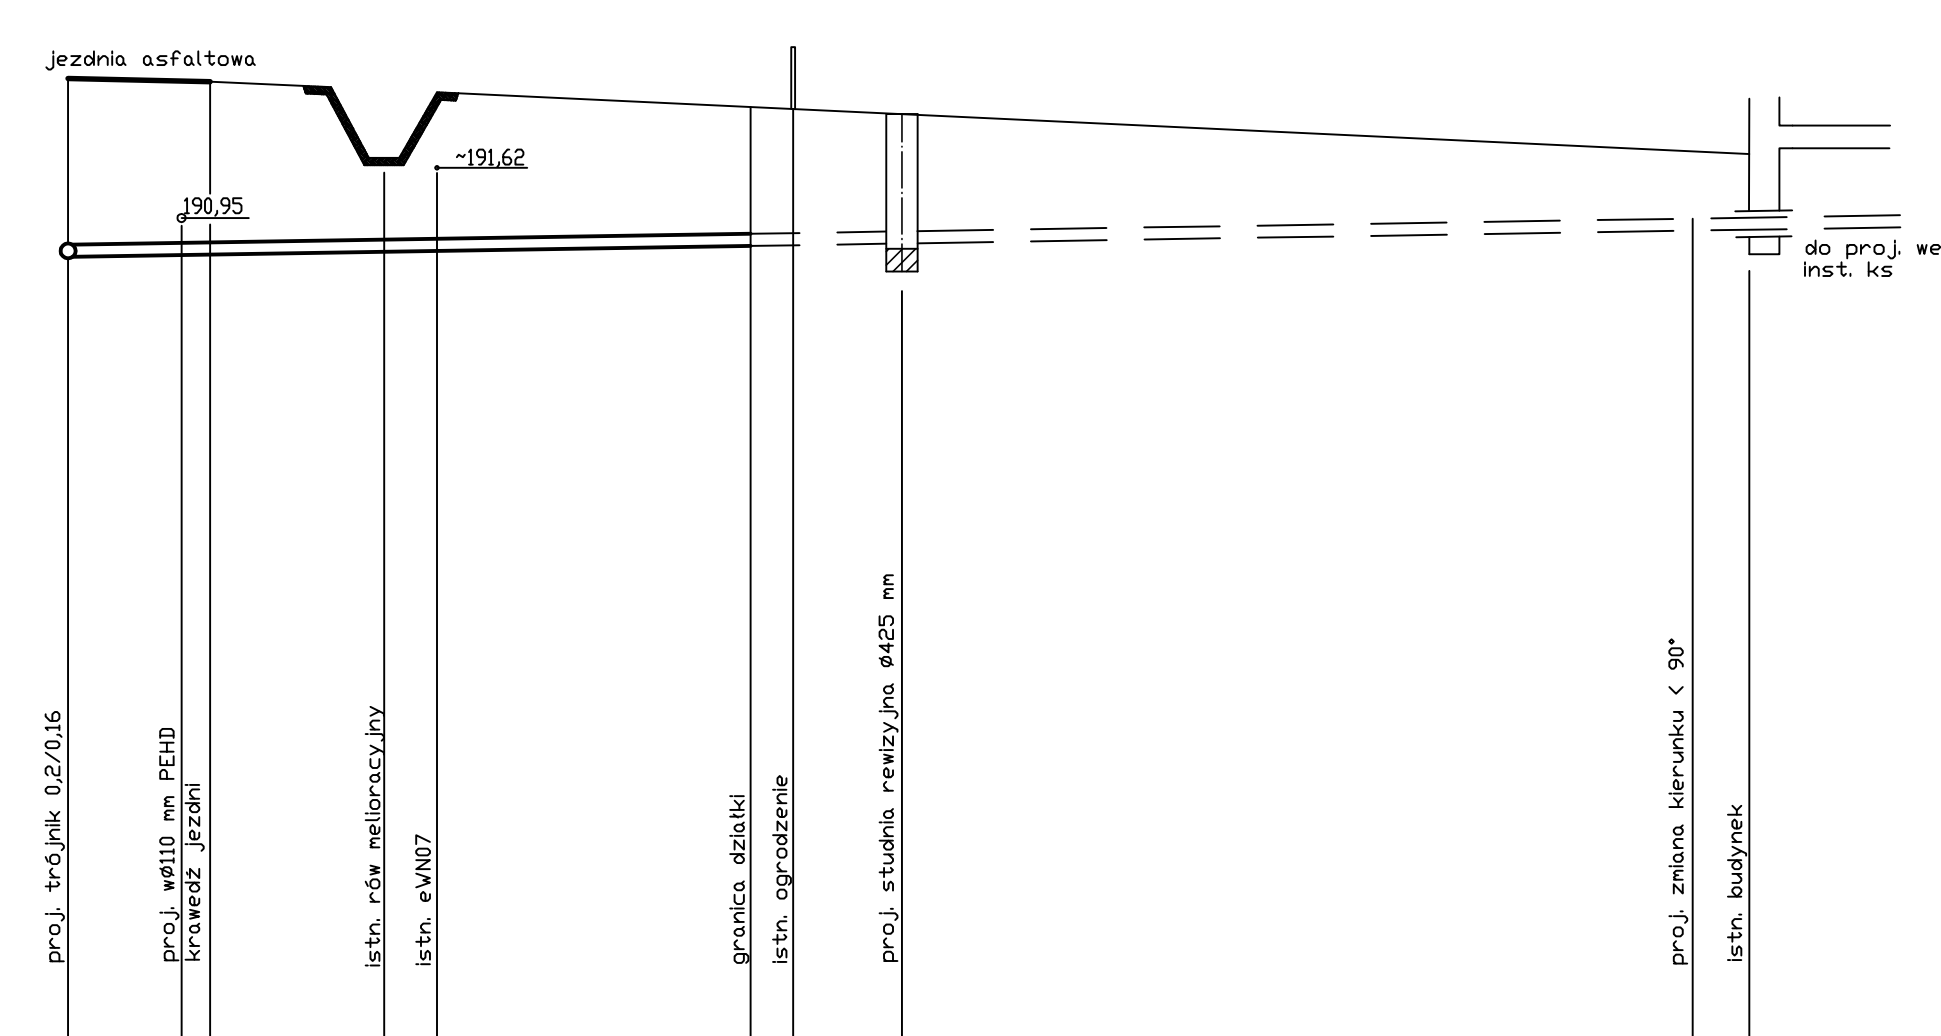 jezdnia asfaltowa
~191,62
190,95
do proj. we
inst. ks
proj. trójnik 0,2/0,16
proj. wØ110 mm PEHD
krawędź jezdni
istn. rów melioracyjny
istn. eWN07
granica działki
istn. ogrodzenie
proj. studnia rewizyjna Ø425 mm
proj. zmiana kierunku < 90°
istn. budynek